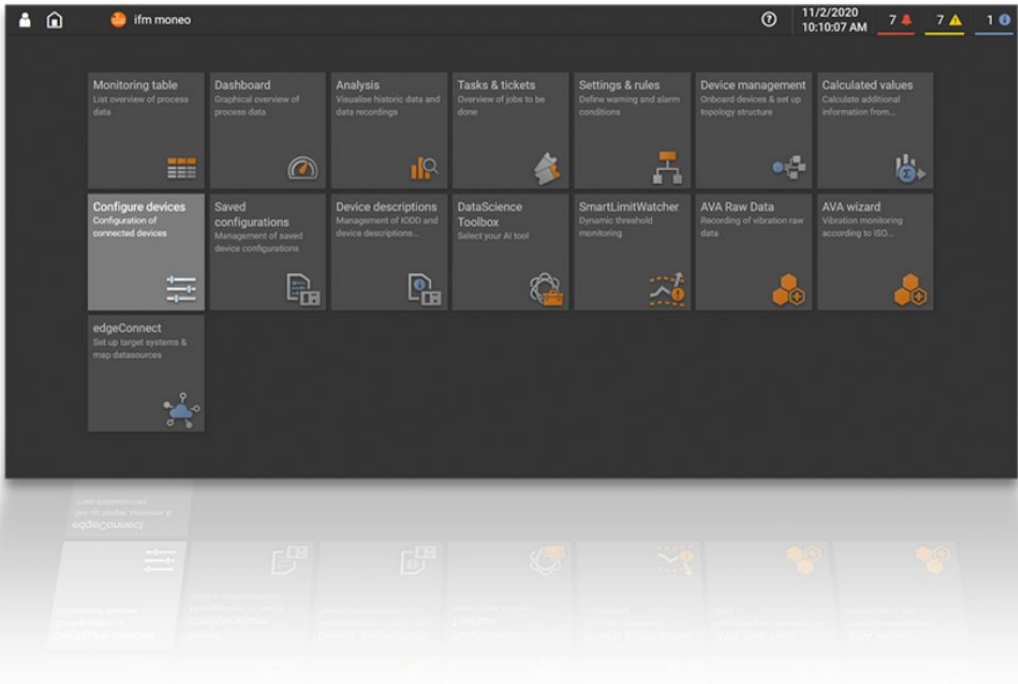 ifm moneo
11/2/2020
10:10:07 AM
7
7
1
Monitoring table
List overview of process
data
Dashboard
Graphical overview of
process data
Analysis
Visualise historic data and
data recordings
Tasks & tickets
Overview of jobs to be
done
Settings & rules
Define warning and alarm
conditions
Device management
Onboard devices & set up
topology structure
Calculated values
Calculate additional
information from...
Configure devices
Configuration of
connected devices
Saved
configurations
Management of saved
device configurations
Device descriptions
Management of IODD and
device descriptions...
DataScience
Toolbox
Select your AI tool
SmartLimitWatcher
Dynamic threshold
monitoring
AVA Raw Data
Recording of vibration raw
data
AVA wizard
Vibration monitoring
according to ISO...
edgeConnect
Set up target systems &
map datasources